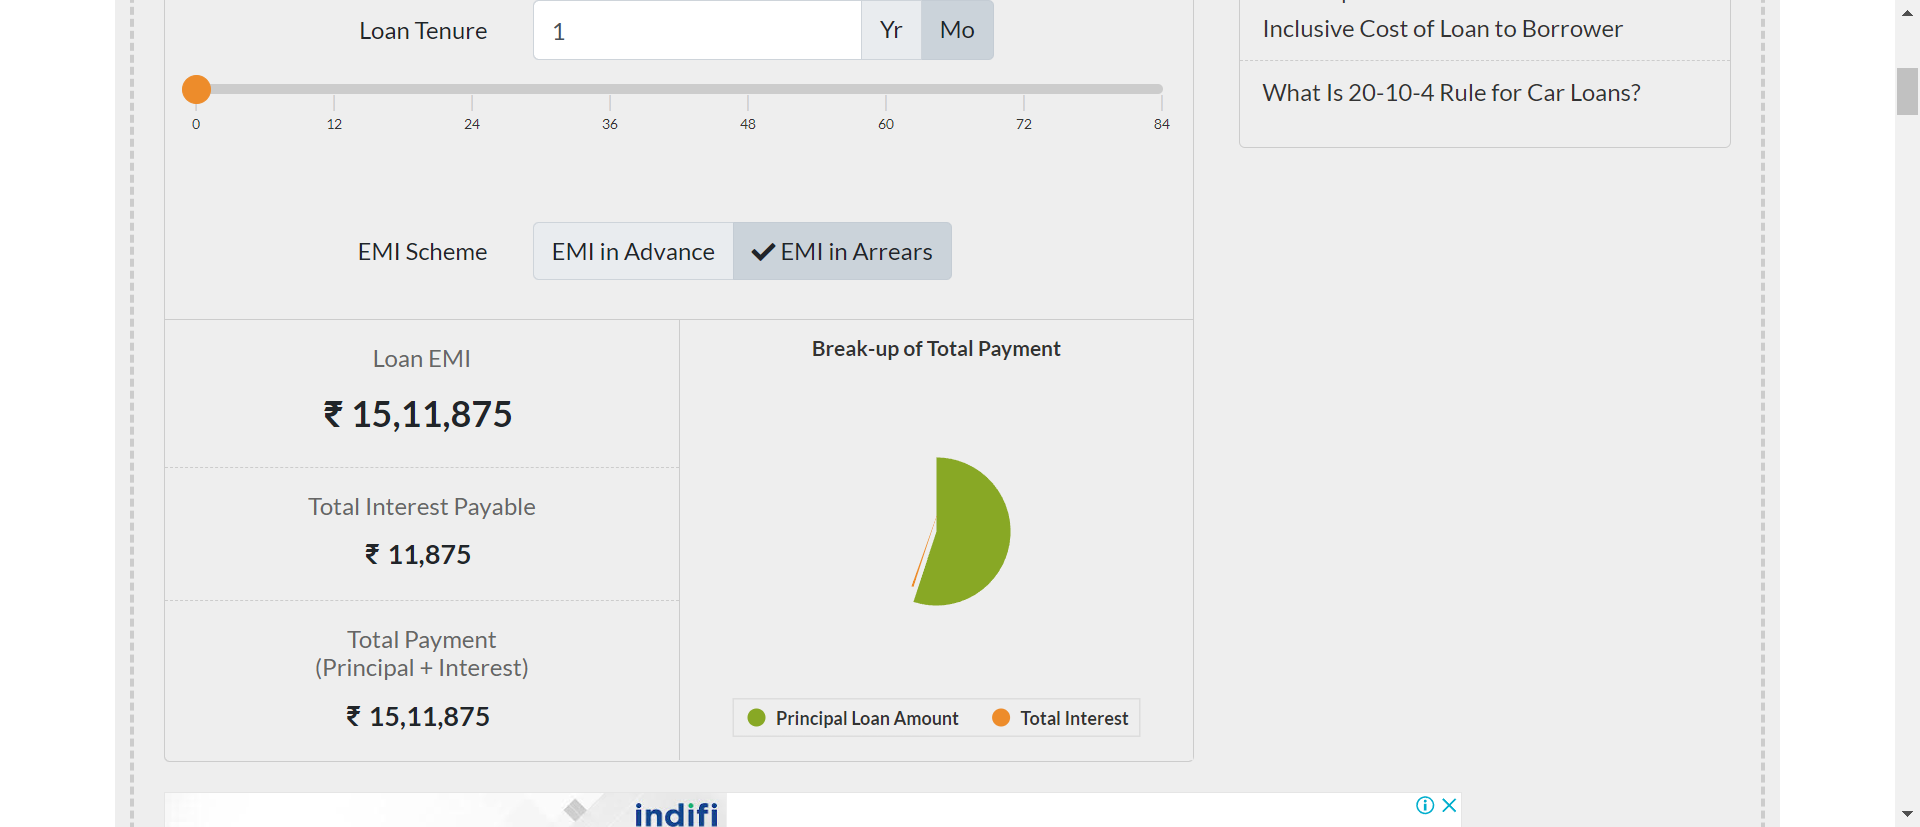 Loan Tenure
1
Yr
Mo
0 12 24 36 48 60 72 84
EMI Scheme
EMI in Advance
EMI in Arrears
Loan EMI
₹ 15,11,875
Total Interest Payable
₹ 11,875
Total Payment
(Principal + Interest)
₹ 15,11,875
Break-up of Total Payment
Principal Loan Amount
Total Interest
Inclusive Cost of Loan to Borrower
What Is 20-10-4 Rule for Car Loans?
indifi